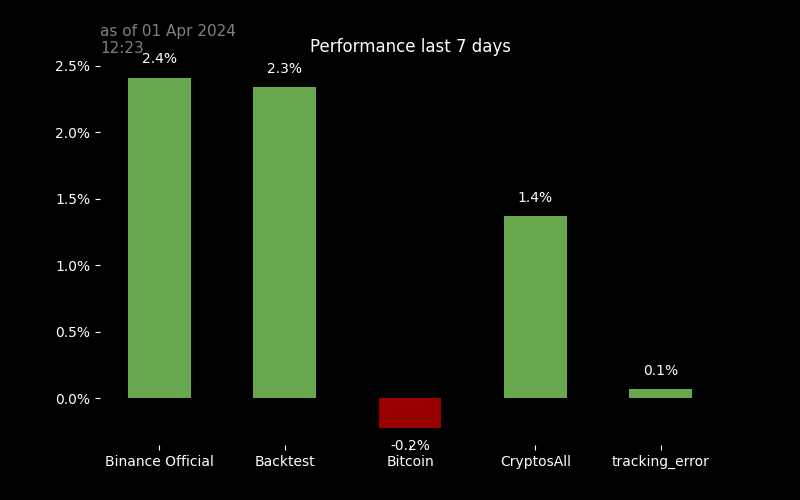 as of 01 Apr 2024
12:23
Performance last 7 days
2.5%
2.0%
1.5%
1.0%
0.5%
0.0%
2.4%
2.3%
-0.2%
1.4%
0.1%
Binance Official
Backtest
Bitcoin
CryptosAll
tracking_error